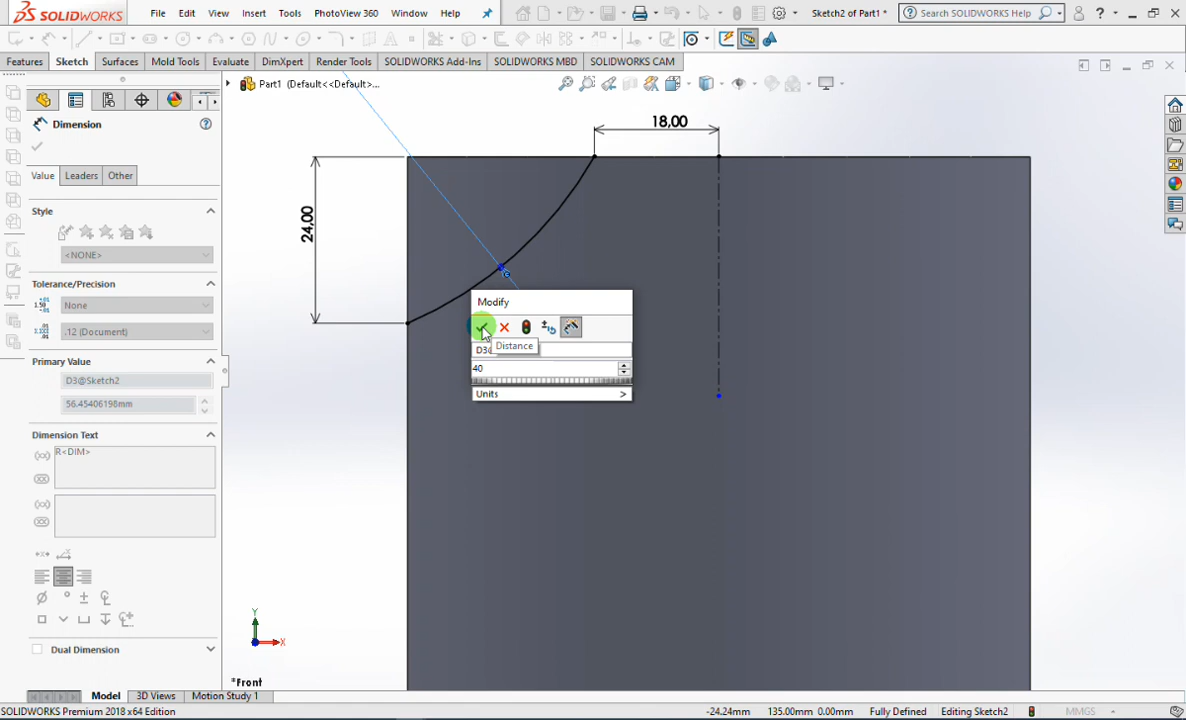 SOLIDWORKS File Edit View Insert Tools PhotoView 360 Window Help Sketch2 of Part1 * Search SOLIDWORKS Help
Features Sketch Surfaces Mold Tools Evaluate DimXpert Render Tools SOLIDWORKS Add-Ins SOLIDWORKS MBD SOLIDWORKS CAM
Part1 (Default<<Default>...
Dimension
Value Leaders Other
Style
<NONE>
Tolerance/Precision
None
.12 (Document)
Primary Value
D3@Sketch2
56.45406198mm
Dimension Text
R<DIM>
Dual Dimension
18,00
24,00
Modify
Distance
40
Units >
Y
X
*Front
Model 3D Views Motion Study 1
SOLIDWORKS Premium 2018 x64 Edition -24.24mm 135.00mm 0.00mm Fully Defined Editing Sketch2 MMGS